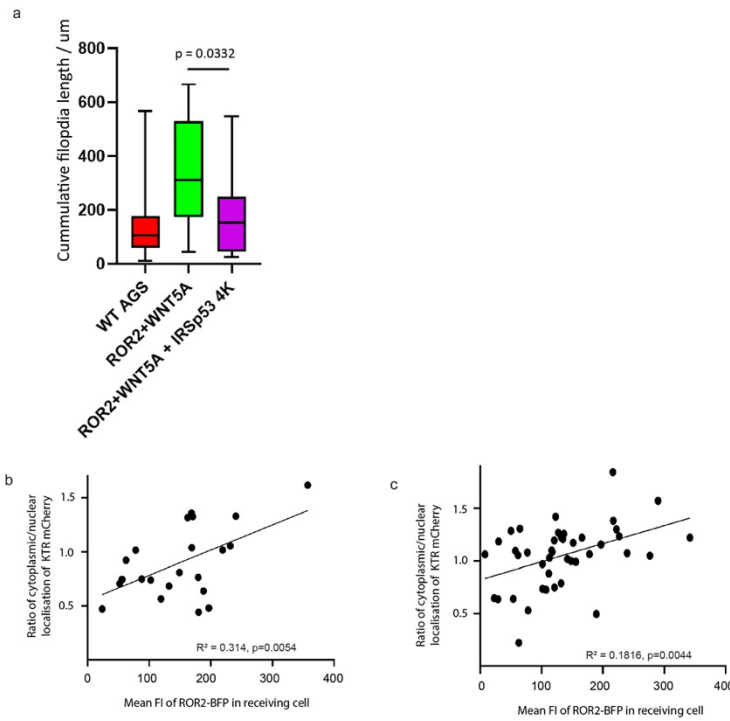 a
Cummulative filopdia length / um
800
600
400
200
0
p = 0.0332
WT AGS
ROR2+WNT5A
ROR2+WNT5A + IRSp53 4K
b
Ratio of cytoplasmic/nuclear
localisation of KTR mCherry
1.5
1.0
0.5
R² = 0.314, p=0.0054
0
100
200
300
400
Mean FI of ROR2-BFP in receiving cell
c
Ratio of cytoplasmic/nuclear
localisation of KTR mCherry
1.5
1.0
0.5
R² = 0.1816, p=0.0044
0
100
200
300
400
Mean FI of ROR2-BFP in receiving cell